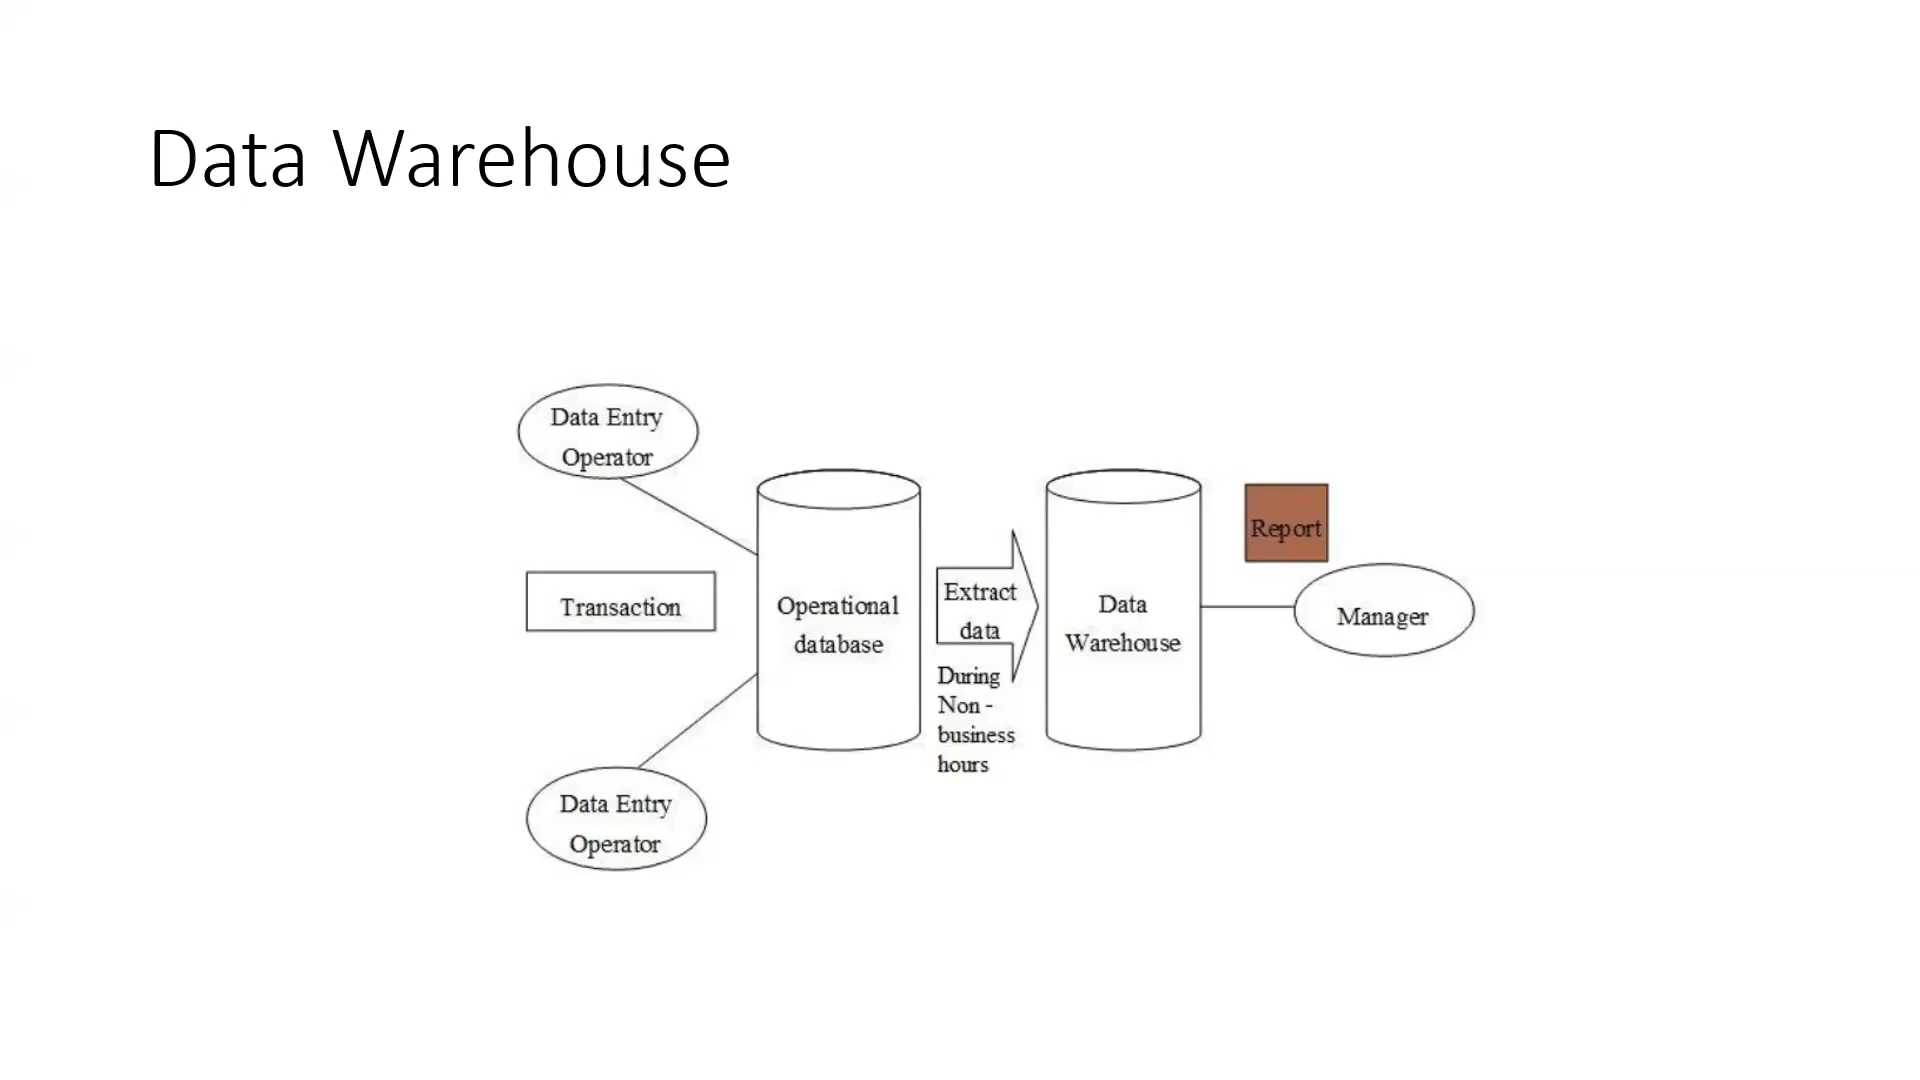 Data Warehouse
Data Entry
Operator
Transaction
Data Entry
Operator
Operational
database
Extract
data
During
Non -
business
hours
Data
Warehouse
Report
Manager